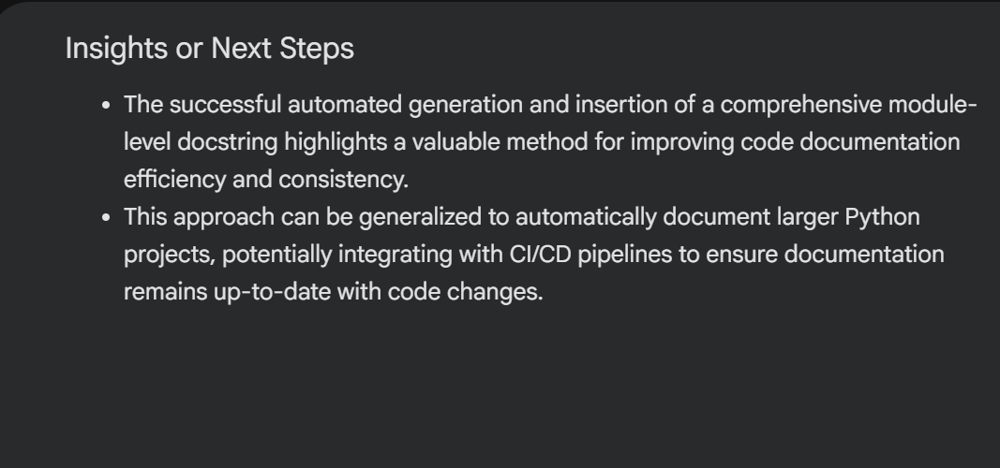 Insights or Next Steps
• The successful automated generation and insertion of a comprehensive module-
level docstring highlights a valuable method for improving code documentation
efficiency and consistency.
• This approach can be generalized to automatically document larger Python
projects, potentially integrating with CI/CD pipelines to ensure documentation
remains up-to-date with code changes.